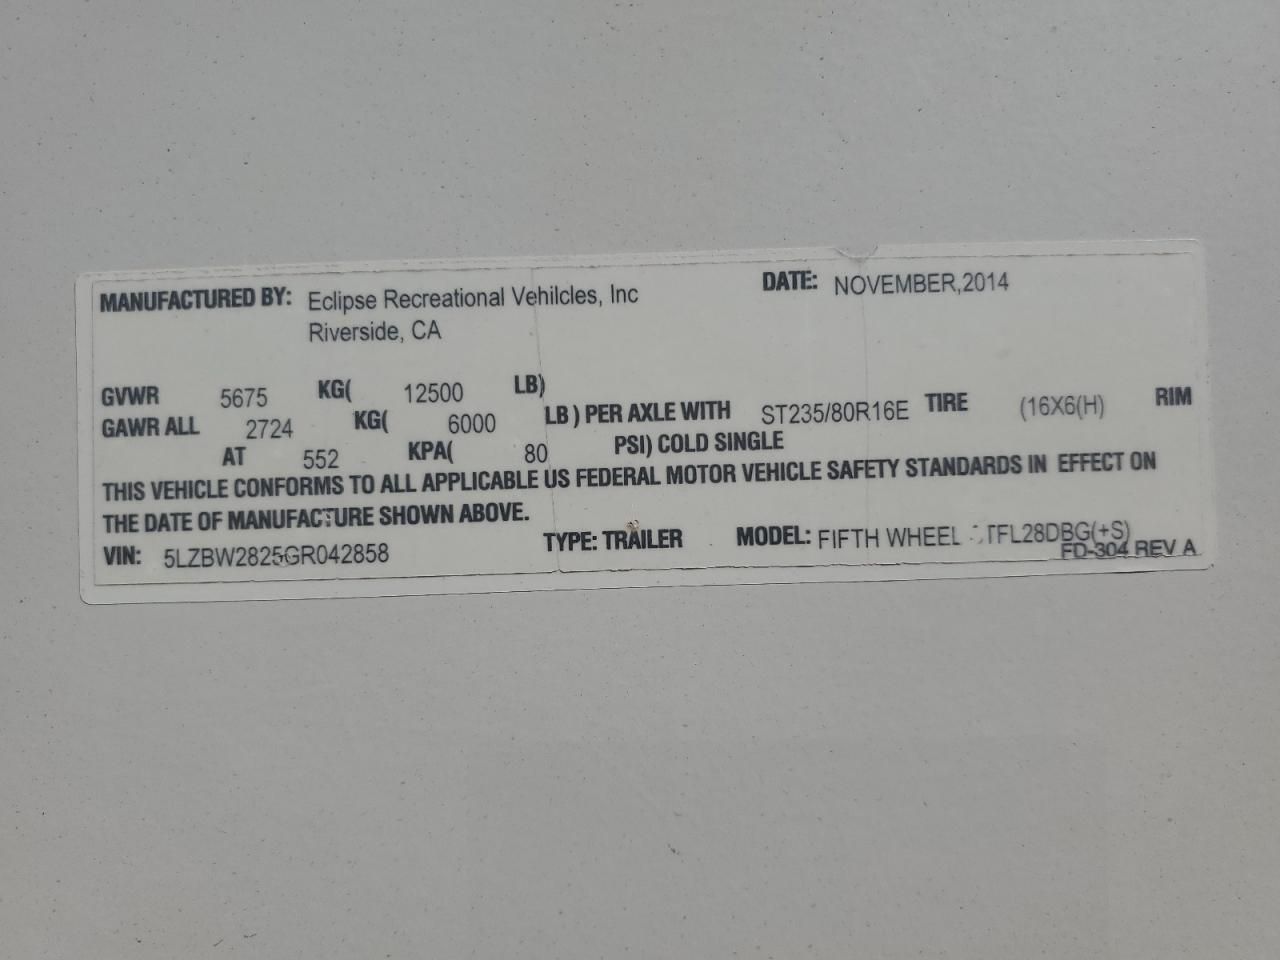 MANUFACTURED BY: Eclipse Recreational Vehilcles, Inc DATE: NOVEMBER,2014
Riverside, CA
GVWR 5675 KG( 12500 LB)
GAWR ALL 2724 KG( 6000 LB ) PER AXLE WITH ST235/80R16E TIRE (16X6(H) RIM
AT 552 KPA( 80 PSI) COLD SINGLE
THIS VEHICLE CONFORMS TO ALL APPLICABLE US FEDERAL MOTOR VEHICLE SAFETY STANDARDS IN EFFECT ON
THE DATE OF MANUFACTURE SHOWN ABOVE.
VIN: 5LZBW2825GR042858 TYPE: TRAILER MODEL: FIFTH WHEEL TFL28DBG(+S)
FD-304 REV A